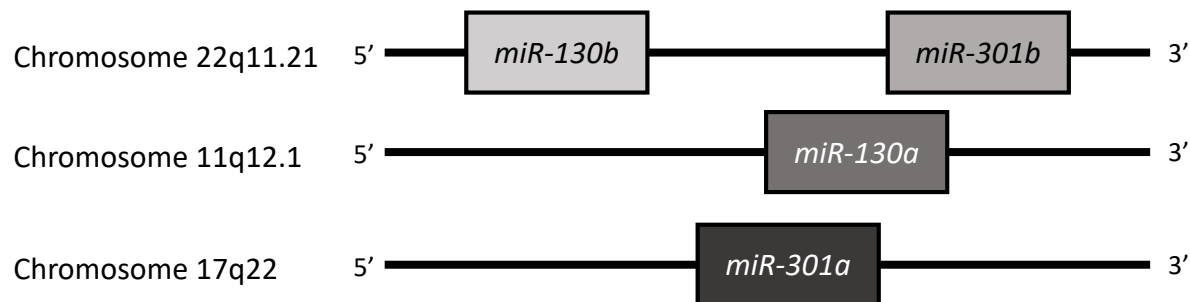 Chromosome 22q11.21 5’ miR-130b miR-301b 3’
Chromosome 11q12.1 5’ miR-130a 3’
Chromosome 17q22 5’ miR-301a 3’